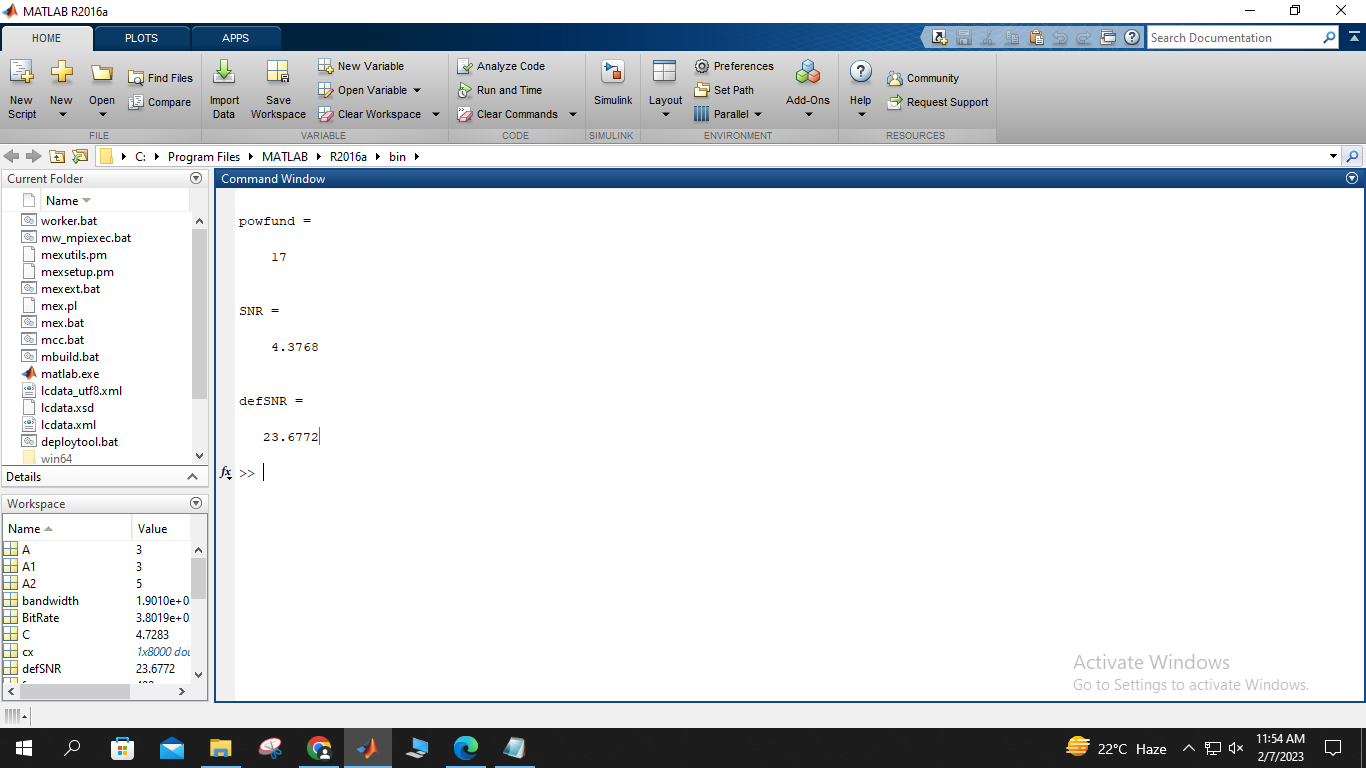 MATLAB R2016a
HOME PLOTS APPS
Search Documentation
New Script
New
Open
Find Files
Compare
Import Data
Save Workspace
New Variable
Open Variable
Clear Workspace
Analyze Code
Run and Time
Clear Commands
Simulink
Layout
Preferences
Set Path
Parallel
Add-Ons
Help
Community
Request Support
FILE VARIABLE CODE SIMULINK ENVIRONMENT RESOURCES
C: Program Files MATLAB R2016a bin
Current Folder
Name
worker.bat
mw_mpiexec.bat
mexutils.pm
mexsetup.pm
mexext.bat
mex.pl
mex.bat
mcc.bat
mbuild.bat
matlab.exe
lcdata_utf8.xml
lcdata.xsd
lcdata.xml
deploytool.bat
win64
Details
Workspace
Name Value
A 3
A1 3
A2 5
bandwidth 1.9010e+0
BitRate 3.8019e+0
C 4.7283
cx 1x8000 dou
defSNR 23.6772
Command Window
powfund =
17
SNR =
4.3768
defSNR =
23.6772
fx >>
Activate Windows
Go to Settings to activate Windows.
22°C Haze
11:54 AM
2/7/2023